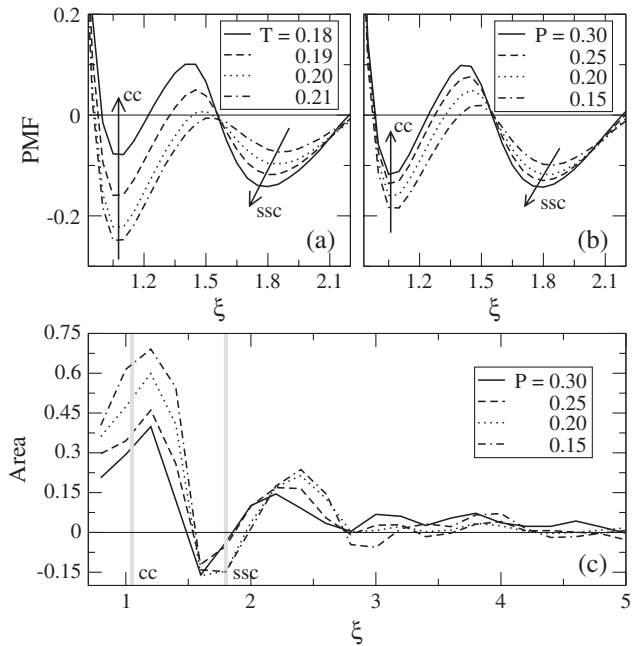 T = 0.18
0.19
0.20
0.21
P = 0.30
0.25
0.20
0.15
0.2
0
-0.2
PMF
cc
ssc
(a)
cc
ssc
(b)
1.2 1.5 1.8 2.1
1.2 1.5 1.8 2.1
ξ
ξ
0.75
0.6
0.45
0.3
0.15
0
-0.15
Area
P = 0.30
0.25
0.20
0.15
cc
ssc
(c)
1 2 3 4 5
ξ